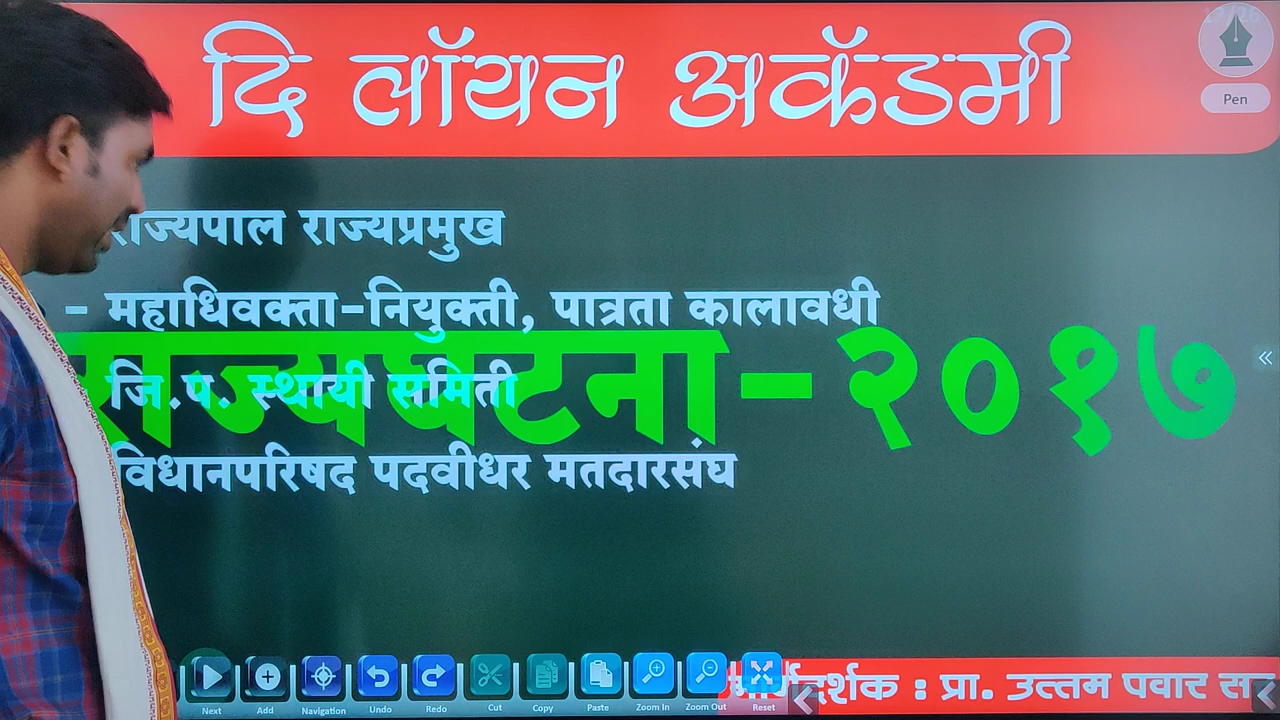 दि लॉयन अकॅडमी
Pen
राज्यपाल राज्यप्रमुख
- महाधिवक्ता-नियुक्ती, पात्रता कालावधी
राज्यघटना-२०१७
जि.प. स्थायी समिती
विधानपरिषद पदवीधर मतदारसंघ
मार्गदर्शक : प्रा. उत्तम पवार
Next Add Navigation Undo Redo Cut Copy Paste Zoom In Zoom Out Reset